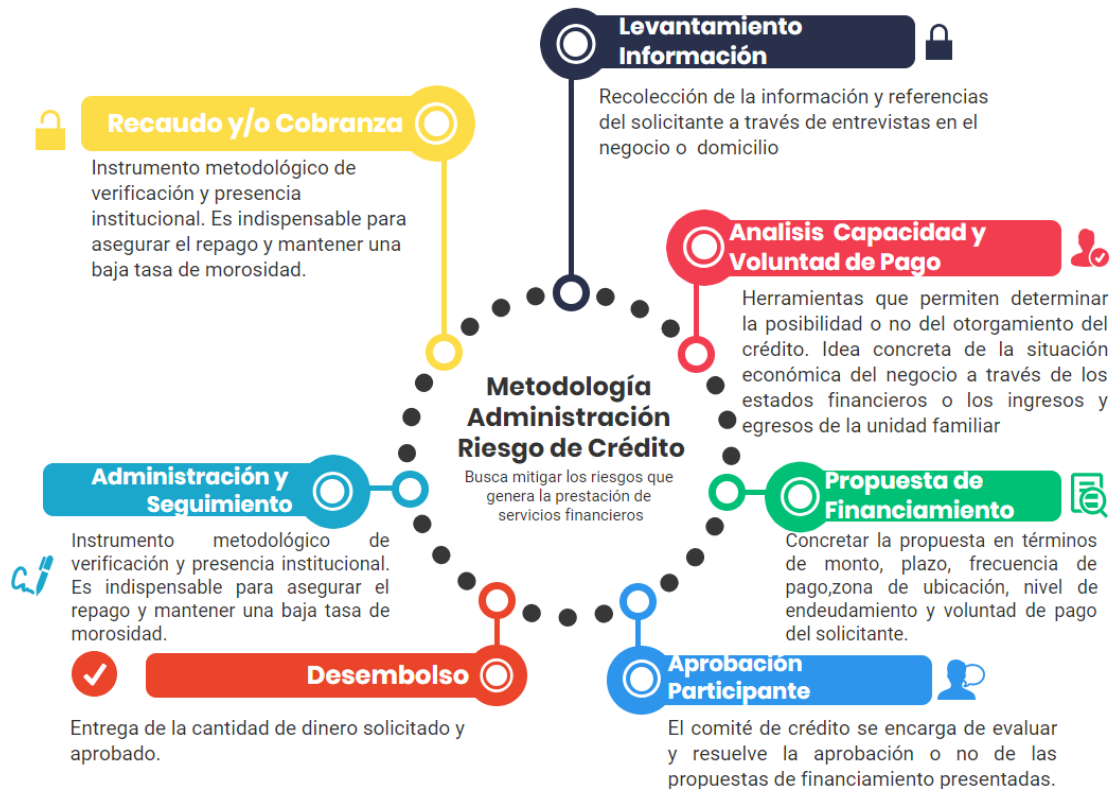 Levantamiento
Información
Recolección de la información y referencias
del solicitante a través de entrevistas en el
negocio o domicilio
Analisis Capacidad y
Voluntad de Pago
Herramientas que permiten determinar
la posibilidad o no del otorgamiento del
crédito. Idea concreta de la situación
económica del negocio a través de los
estados financieros o los ingresos y
egresos de la unidad familiar
Propuesta de
Financiamiento
Concretar la propuesta en términos
de monto, plazo, frecuencia de
pago,zona de ubicación, nivel de
endeudamiento y voluntad de pago
del solicitante.
Aprobación
Participante
El comité de crédito se encarga de evaluar
y resuelve la aprobación o no de las
propuestas de financiamiento presentadas.
Desembolso
Entrega de la cantidad de dinero solicitado y
aprobado.
Administración y
Seguimiento
Instrumento metodológico de
verificación y presencia institucional.
Es indispensable para asegurar el
repago y mantener una baja tasa de
morosidad.
Recaudo y/o Cobranza
Instrumento metodológico de
verificación y presencia
institucional. Es indispensable para
asegurar el repago y mantener una
baja tasa de morosidad.
Metodología
Administración
Riesgo de Crédito
Busca mitigar los riesgos que
genera la prestación de
servicios financieros